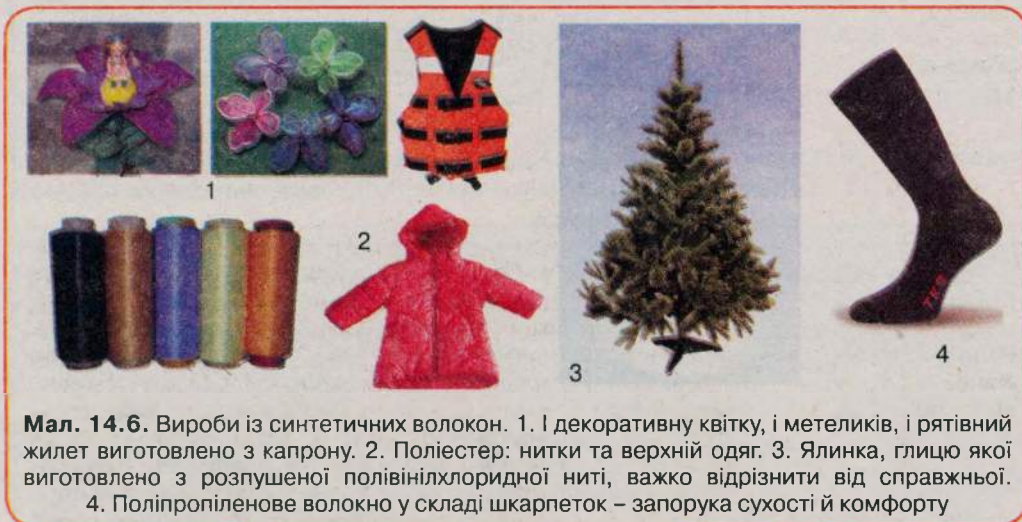 1
2
3
4
Мал. 14.6. Вироби із синтетичних волокон. 1. І декоративну квітку, і метеликів, і рятівний
жилет виготовлено з капрону. 2. Поліестер: нитки та верхній одяг. 3. Ялинка, глицю якої
виготовлено з розпушеної полівінілхлоридної ниті, важко відрізнити від справжньої.
4. Поліпропіленове волокно у складі шкарпеток – запорука сухості й комфорту